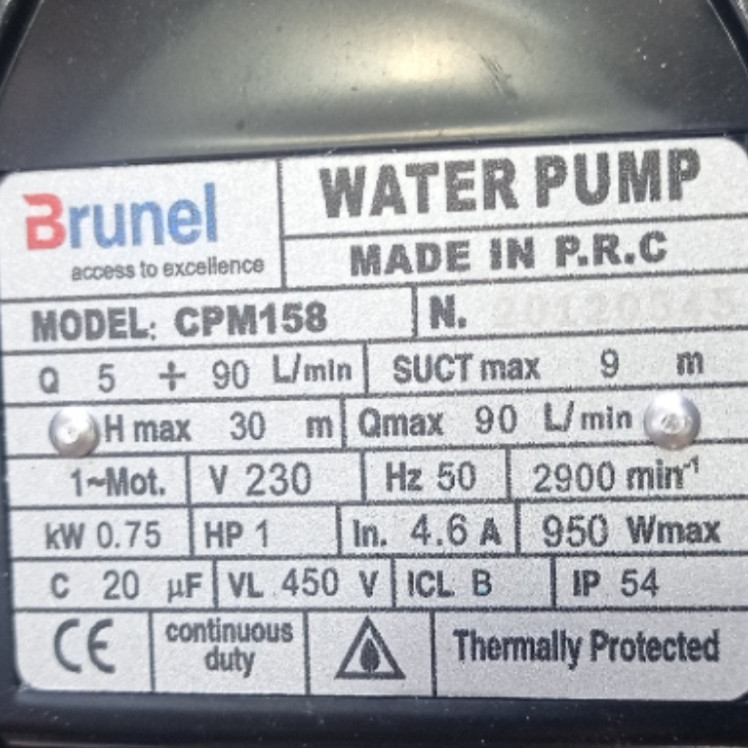 Brunel
access to excellence
WATER PUMP
MADE IN P.R.C
MODEL: CPM158 N. 20120545
Q 5 ÷ 90 L/min SUCT max 9 m
H max 30 m Qmax 90 L/min
1~Mot. V 230 Hz 50 2900 min⁻¹
kW 0.75 HP 1 In. 4.6 A 950 Wmax
C 20 µF VL 450 V ICL B IP 54
CE continuous duty Thermally Protected